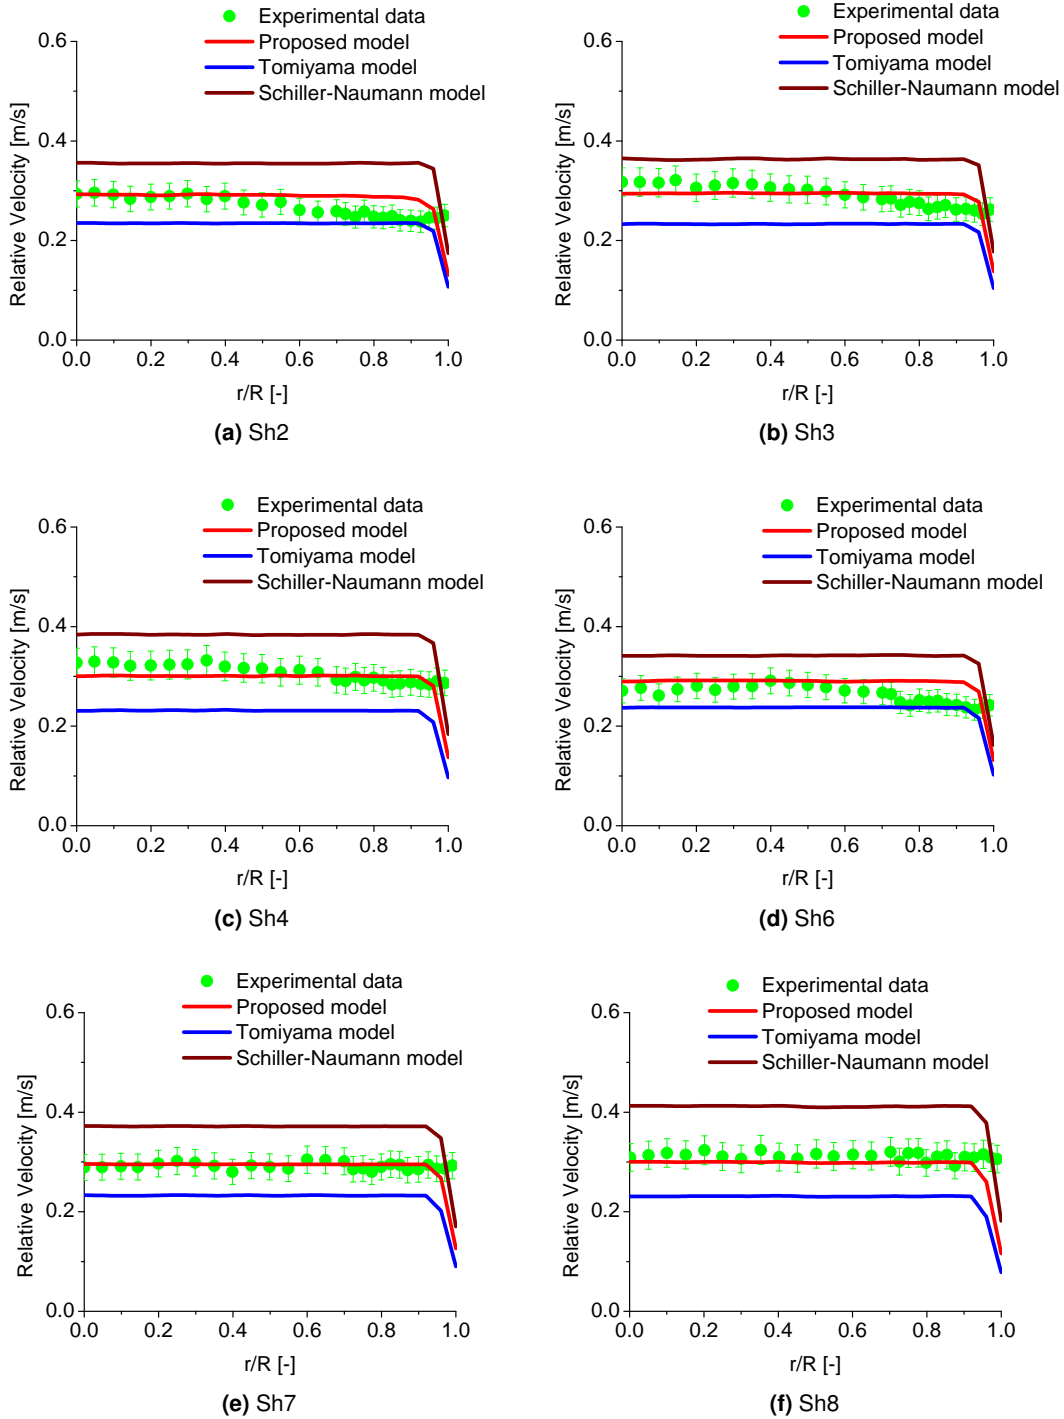 Experimental data
Proposed model
Tomiyama model
Schiller-Naumann model
0.6
0.4
0.2
0.0
Relative Velocity [m/s]
0.0 0.2 0.4 0.6 0.8 1.0
r/R [-]
(a) Sh2
Experimental data
Proposed model
Tomiyama model
Schiller-Naumann model
0.6
0.4
0.2
0.0
Relative Velocity [m/s]
0.0 0.2 0.4 0.6 0.8 1.0
r/R [-]
(b) Sh3
Experimental data
Proposed model
Tomiyama model
Schiller-Naumann model
0.6
0.4
0.2
0.0
Relative Velocity [m/s]
0.0 0.2 0.4 0.6 0.8 1.0
r/R [-]
(c) Sh4
Experimental data
Proposed model
Tomiyama model
Schiller-Naumann model
0.6
0.4
0.2
0.0
Relative Velocity [m/s]
0.0 0.2 0.4 0.6 0.8 1.0
r/R [-]
(d) Sh6
Experimental data
Proposed model
Tomiyama model
Schiller-Naumann model
0.6
0.4
0.2
0.0
Relative Velocity [m/s]
0.0 0.2 0.4 0.6 0.8 1.0
r/R [-]
(e) Sh7
Experimental data
Proposed model
Tomiyama model
Schiller-Naumann model
0.6
0.4
0.2
0.0
Relative Velocity [m/s]
0.0 0.2 0.4 0.6 0.8 1.0
r/R [-]
(f) Sh8